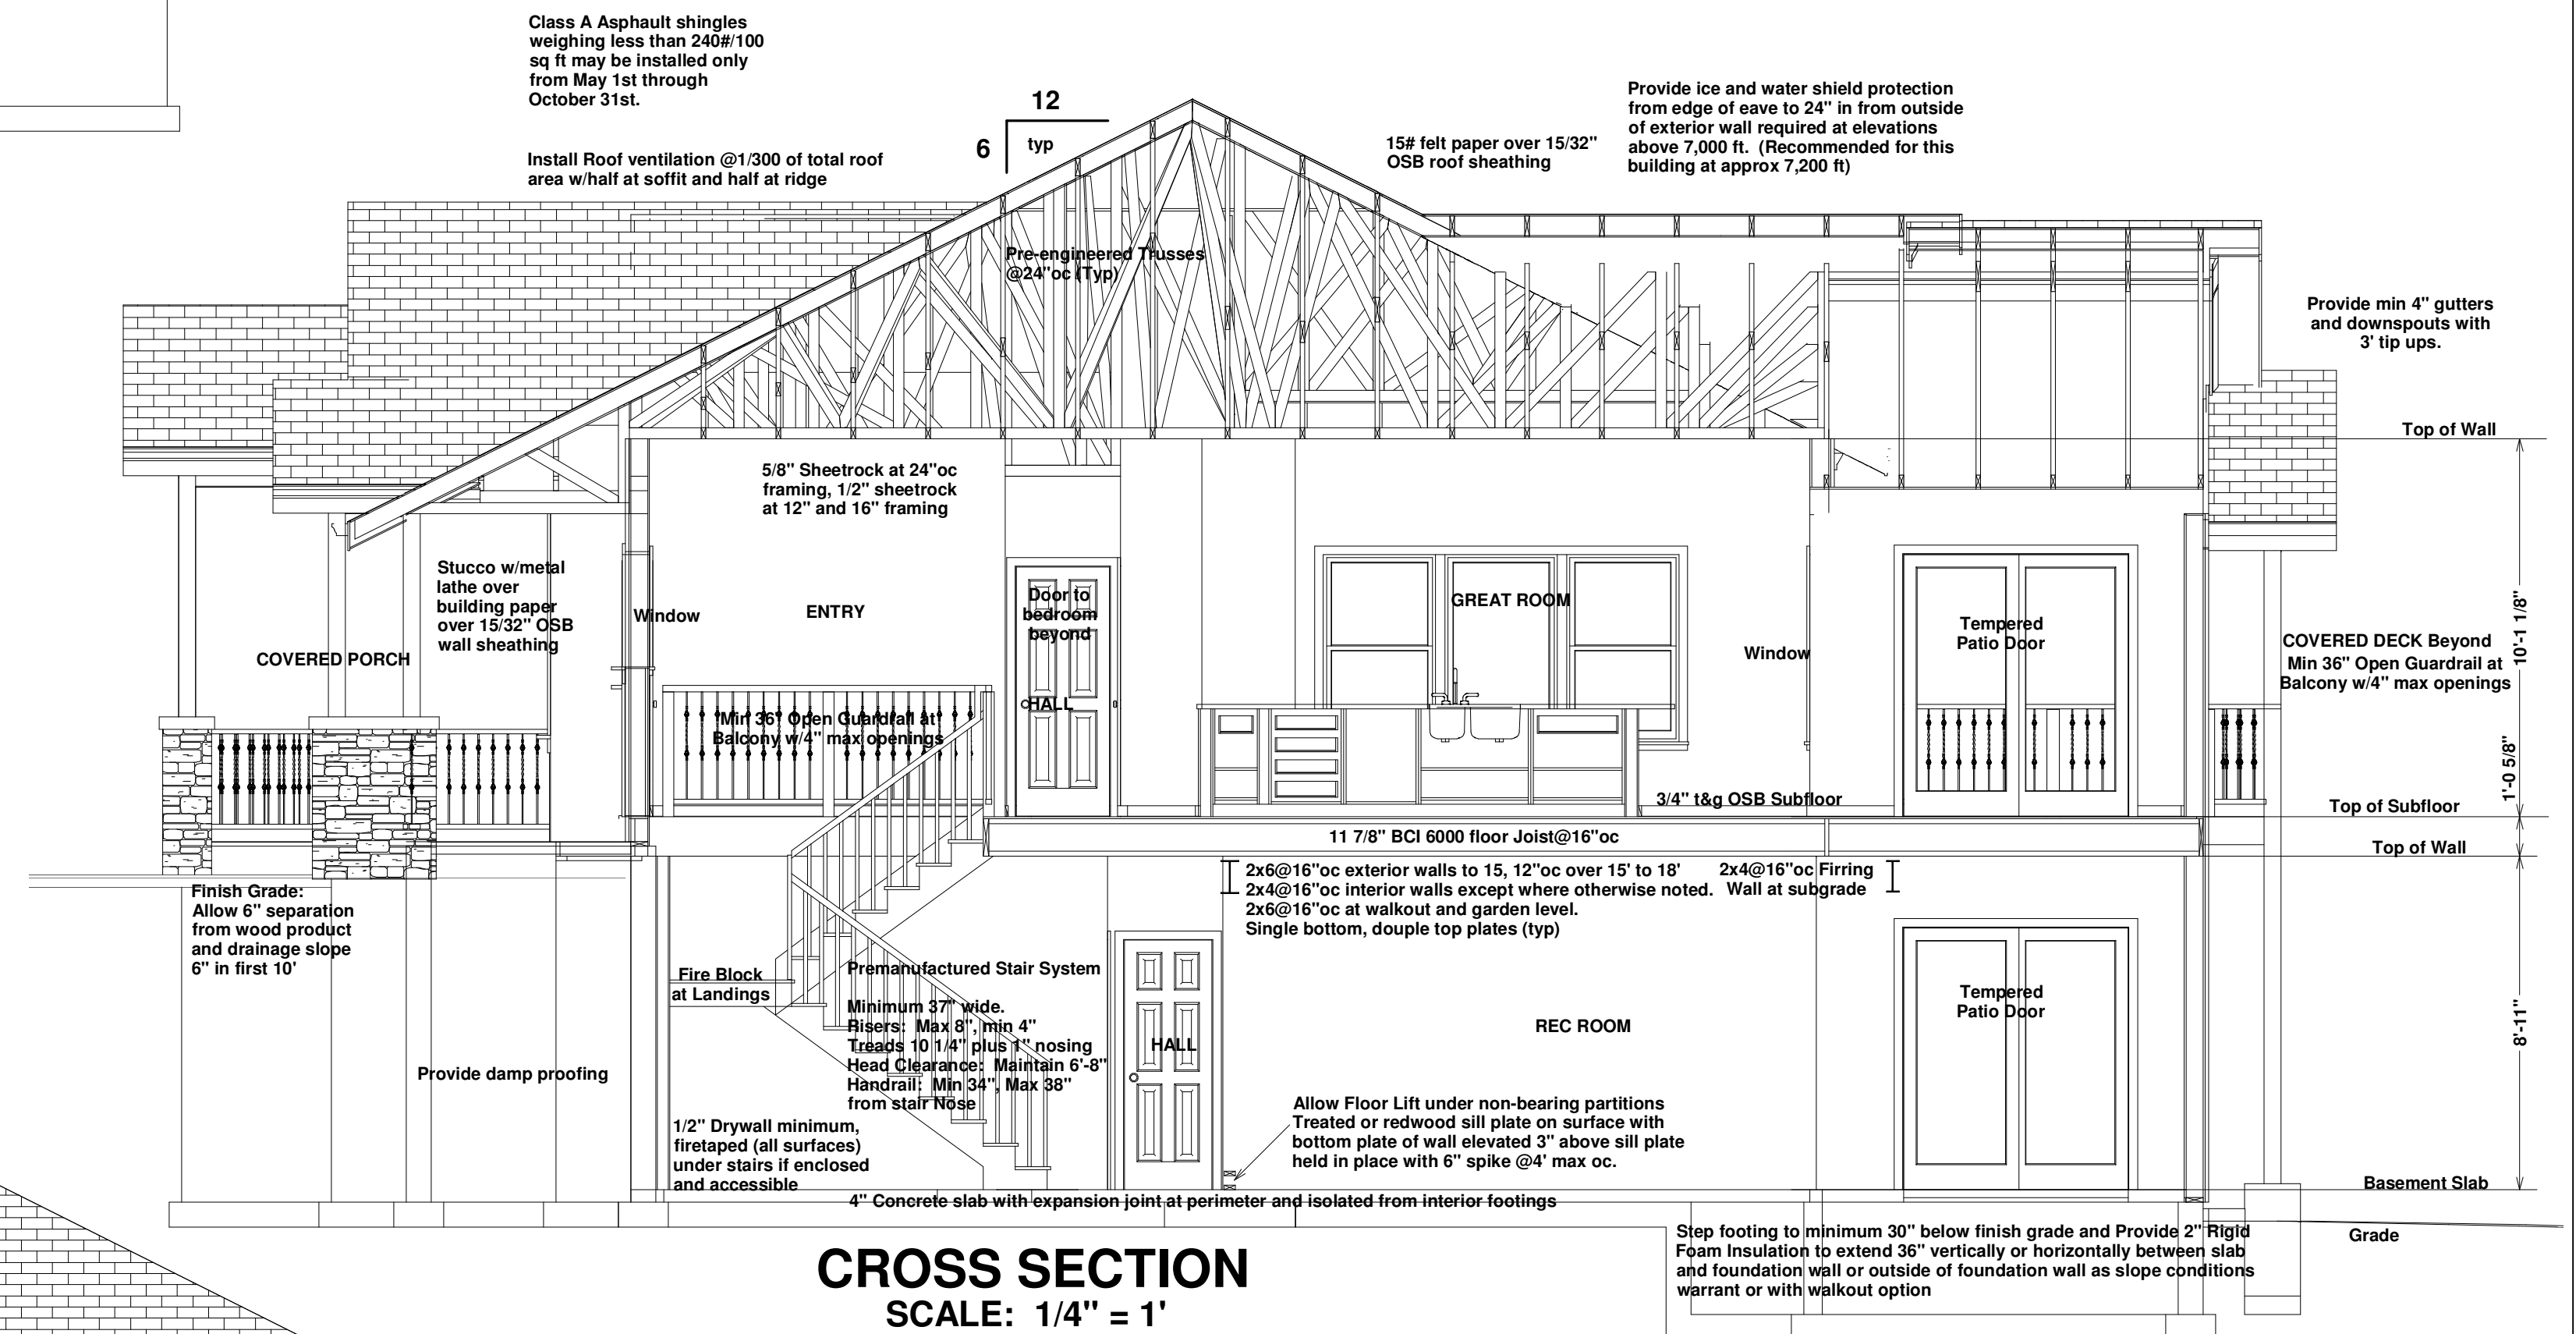 Class A Asphault shingles
weighing less than 240#/100
sq ft may be installed only
from May 1st through
October 31st.
Install Roof ventilation @1/300 of total roof
area w/half at soffit and half at ridge
12
6
typ
15# felt paper over 15/32"
OSB roof sheathing
Provide ice and water shield protection
from edge of eave to 24" in from outside
of exterior wall required at elevations
above 7,000 ft. (Recommended for this
building at approx 7,200 ft)
Pre-engineered Trusses
@24"oc (Typ)
Provide min 4" gutters
and downspouts with
3' tip ups.
Top of Wall
5/8" Sheetrock at 24"oc
framing, 1/2" sheetrock
at 12" and 16" framing
Stucco w/metal
lathe over
building paper
over 15/32" OSB
wall sheathing
COVERED PORCH
Window
ENTRY
Door to
bedroom
beyond
HALL
GREAT ROOM
Window
Tempered
Patio Door
COVERED DECK Beyond
Min 36" Open Guardrail at
Balcony w/4" max openings
10'-1 1/8"
Min 36" Open Guardrail at
Balcony w/4" max openings
1'-0 5/8"
3/4" t&g OSB Subfloor
Top of Subfloor
11 7/8" BCI 6000 floor Joist@16"oc
Top of Wall
2x6@16"oc exterior walls to 15, 12"oc over 15' to 18'
2x4@16"oc interior walls except where otherwise noted.
2x6@16"oc at walkout and garden level.
Single bottom, douple top plates (typ)
2x4@16"oc Firring
Wall at subgrade
Finish Grade:
Allow 6" separation
from wood product
and drainage slope
6" in first 10'
Fire Block
at Landings
Premanufactured Stair System
Minimum 37" wide.
Risers: Max 8", min 4"
Treads 10 1/4" plus 1" nosing
Head Clearance: Maintain 6'-8"
Handrail: Min 34", Max 38"
from stair Nose
HALL
REC ROOM
Tempered
Patio Door
8'-11"
Provide damp proofing
1/2" Drywall minimum,
firetaped (all surfaces)
under stairs if enclosed
and accessible
Allow Floor Lift under non-bearing partitions
Treated or redwood sill plate on surface with
bottom plate of wall elevated 3" above sill plate
held in place with 6" spike @4' max oc.
4" Concrete slab with expansion joint at perimeter and isolated from interior footings
Basement Slab
Step footing to minimum 30" below finish grade and Provide 2" Rigid
Foam Insulation to extend 36" vertically or horizontally between slab
and foundation wall or outside of foundation wall as slope conditions
warrant or with walkout option
Grade
CROSS SECTION
SCALE: 1/4" = 1'